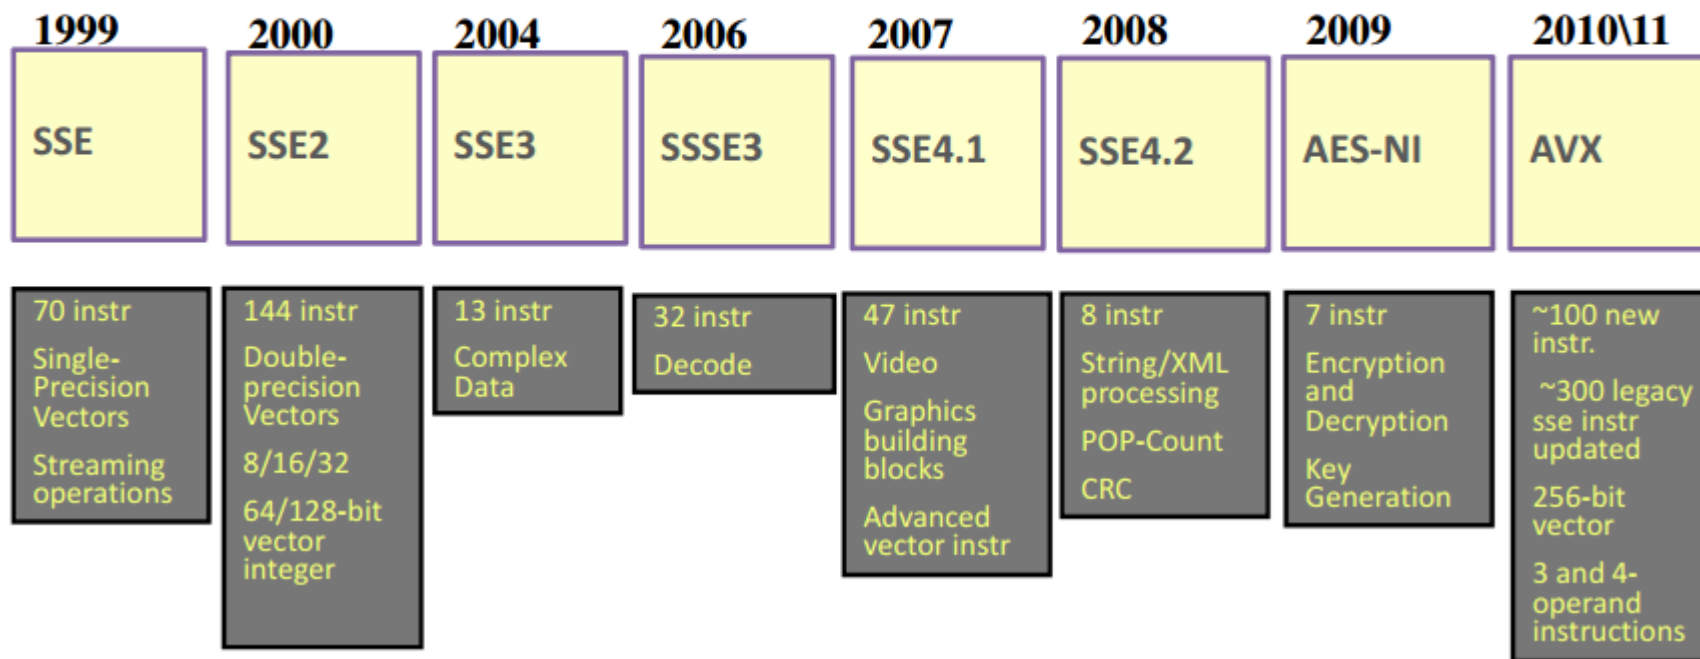 1999
2000
2004
2006
2007
2008
2009
2010\11
SSE
SSE2
SSE3
SSSE3
SSE4.1
SSE4.2
AES-NI
AVX
70 instr
Single-
Precision
Vectors
Streaming
operations
144 instr
Double-
precision
Vectors
8/16/32
64/128-bit
vector
integer
13 instr
Complex
Data
32 instr
Decode
47 instr
Video
Graphics
building
blocks
Advanced
vector instr
8 instr
String/XML
processing
POP-Count
CRC
7 instr
Encryption
and
Decryption
Key
Generation
~100 new
instr.
~300 legacy
sse instr
updated
256-bit
vector
3 and 4-
operand
instructions